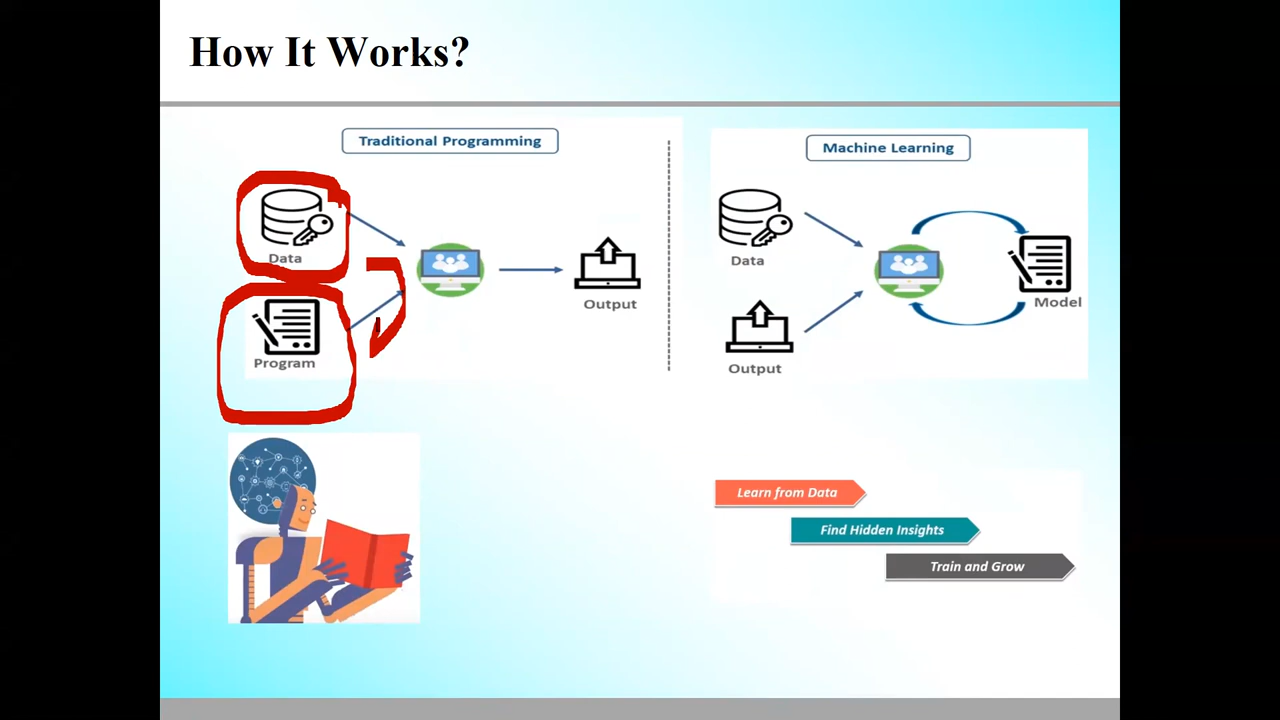 How It Works?
Traditional Programming
Data
Program
Output
Machine Learning
Data
Output
Model
Learn from Data
Find Hidden Insights
Train and Grow